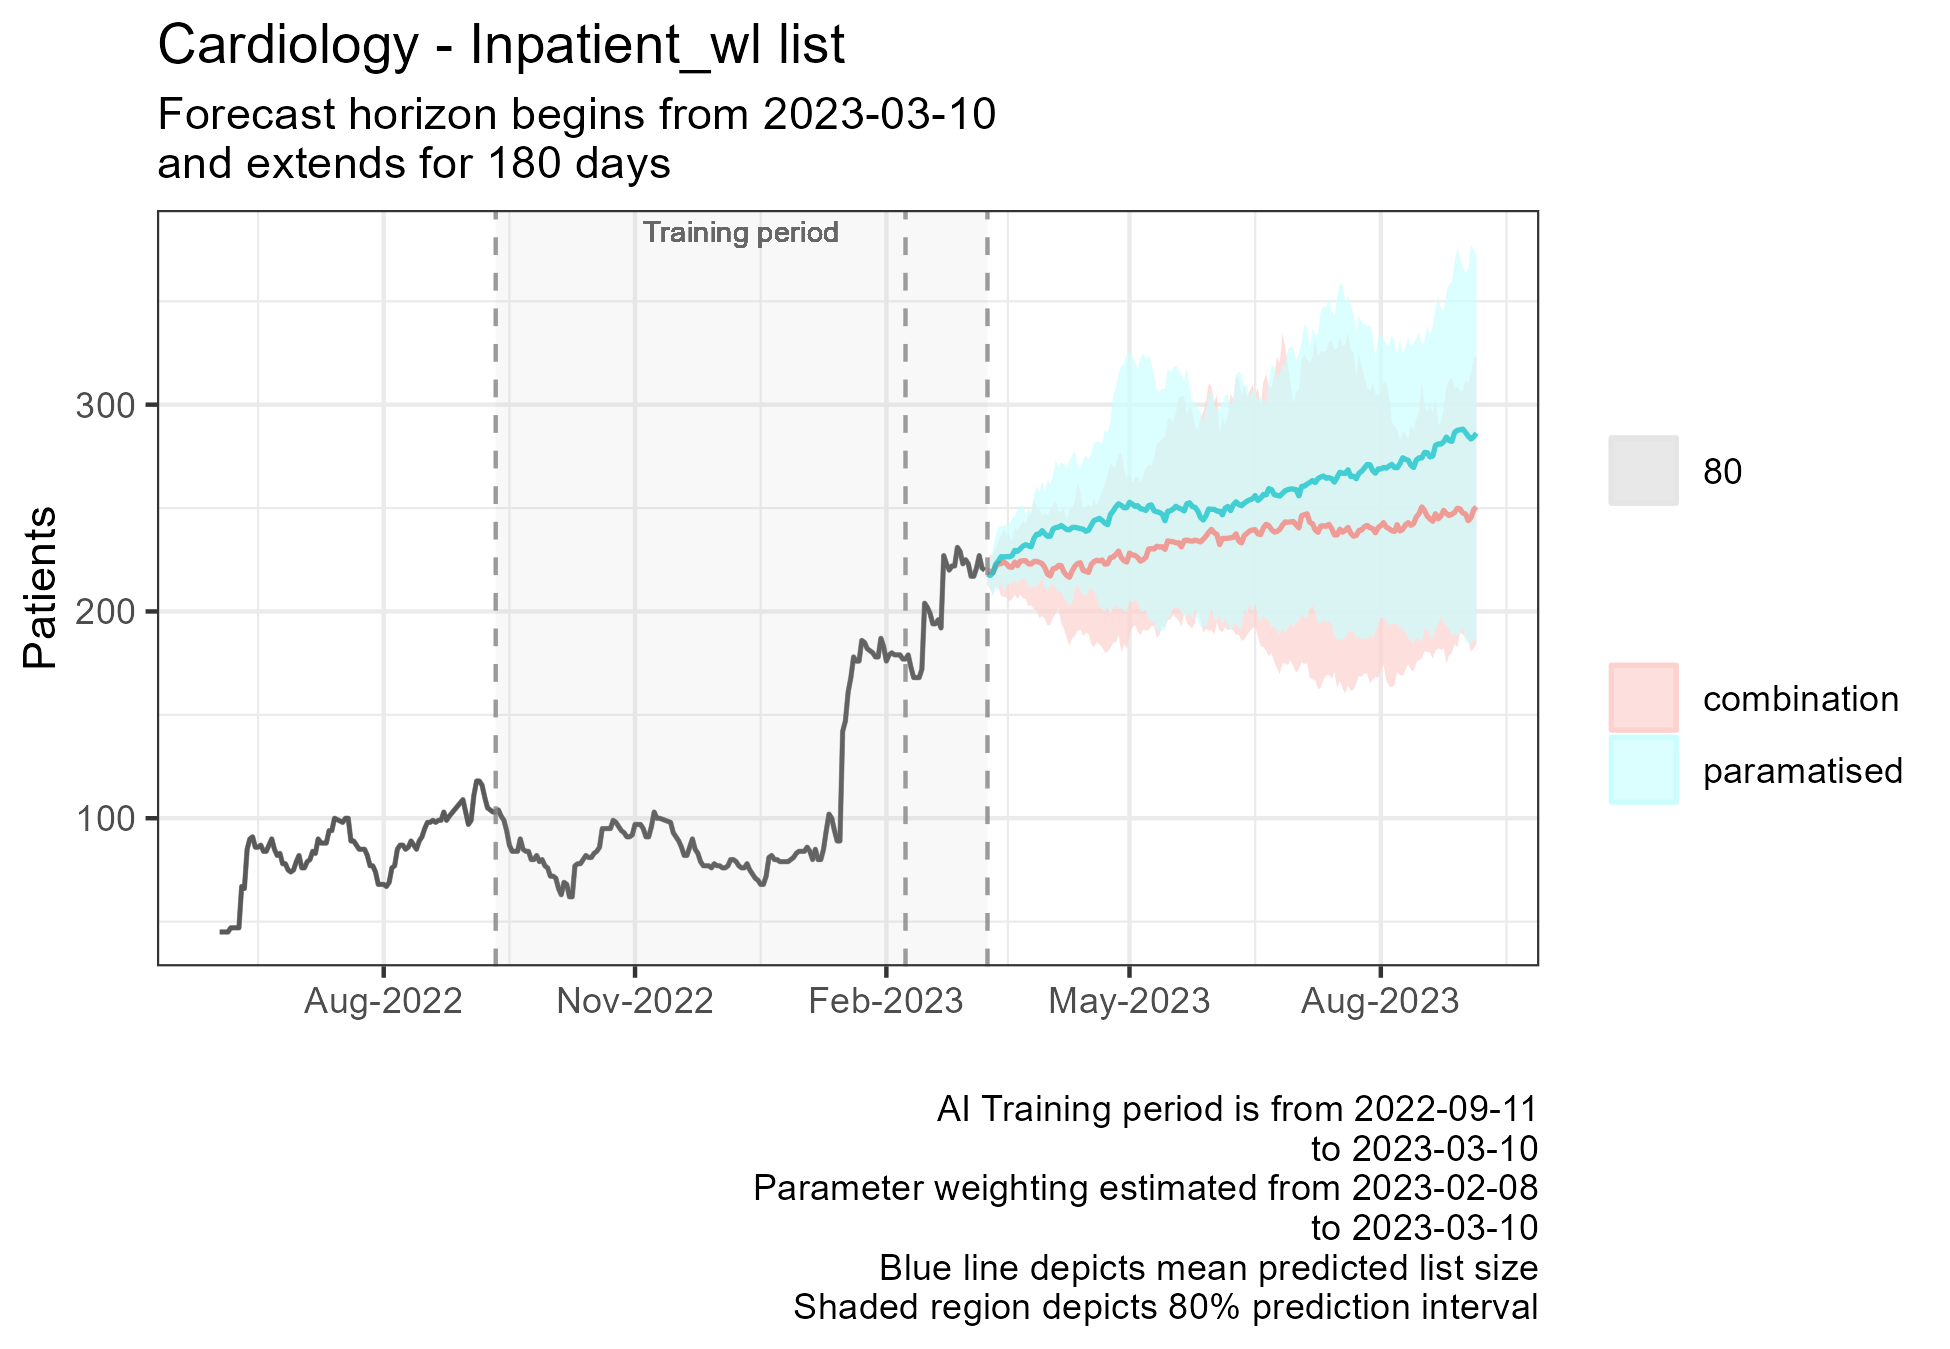 Cardiology - Inpatient_wl list
Forecast horizon begins from 2023-03-10
and extends for 180 days
Training period
Patients
300
200
100
Aug-2022
Nov-2022
Feb-2023
May-2023
Aug-2023
80
combination
paramatised
AI Training period is from 2022-09-11
to 2023-03-10
Parameter weighting estimated from 2023-02-08
to 2023-03-10
Blue line depicts mean predicted list size
Shaded region depicts 80% prediction interval